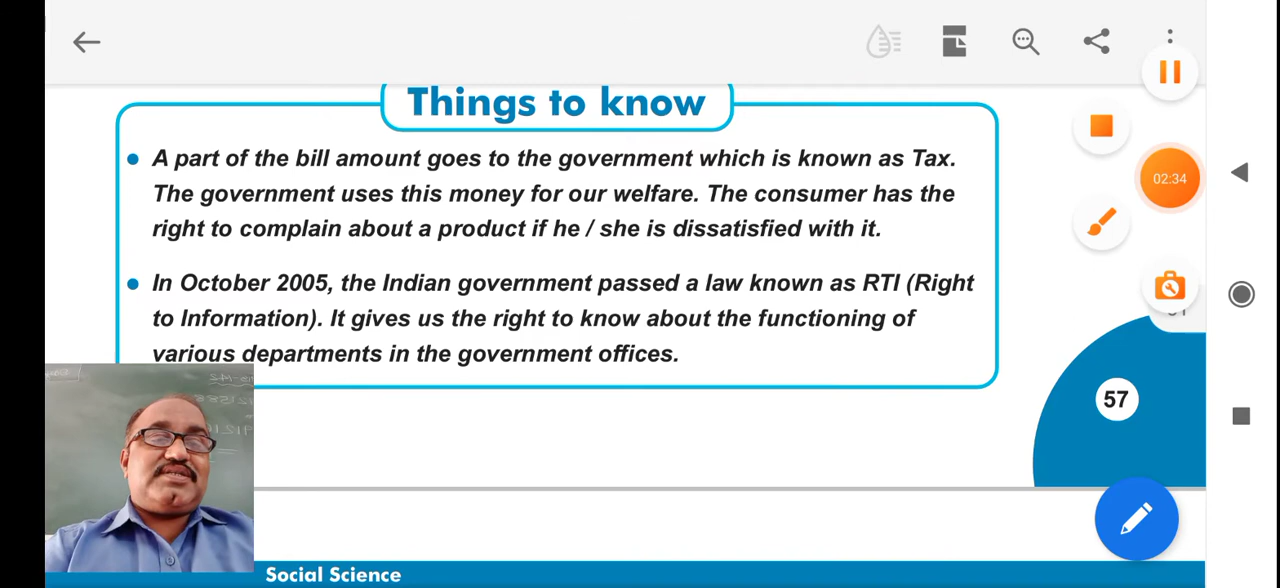 Things to know
A part of the bill amount goes to the government which is known as Tax.
The government uses this money for our welfare. The consumer has the
right to complain about a product if he / she is dissatisfied with it.
In October 2005, the Indian government passed a law known as RTI (Right
to Information). It gives us the right to know about the functioning of
various departments in the government offices.
02:34
57
Social Science